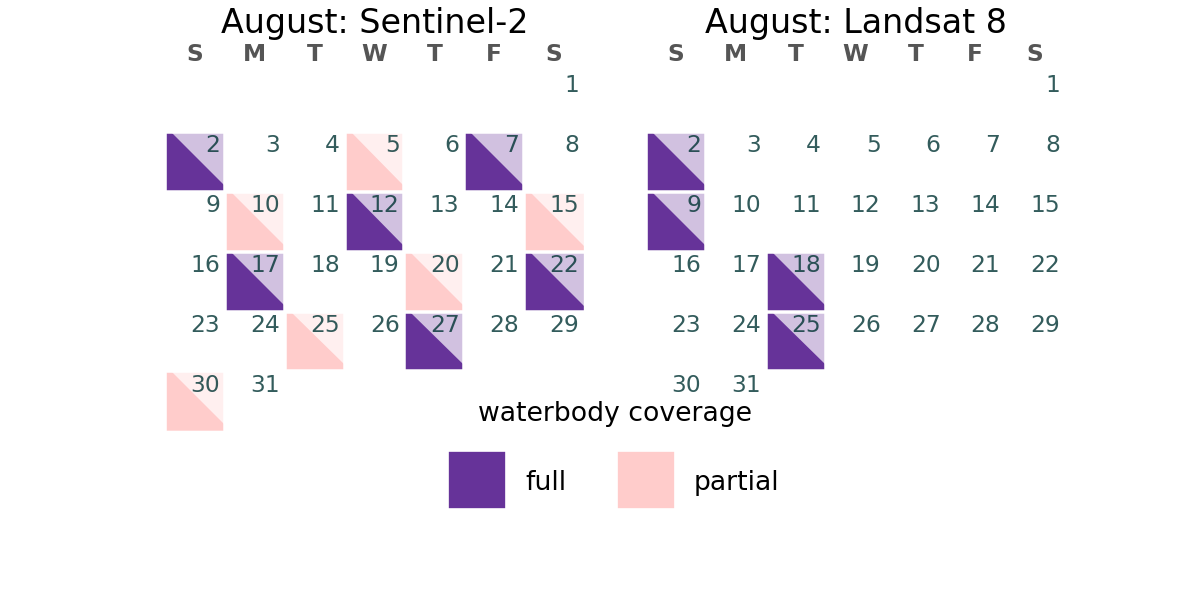 August: Sentinel-2
S M T W T F S
1
2 3 4 5 6 7 8
9 10 11 12 13 14 15
16 17 18 19 20 21 22
23 24 25 26 27 28 29
30 31
August: Landsat 8
S M T W T F S
1
2 3 4 5 6 7 8
9 10 11 12 13 14 15
16 17 18 19 20 21 22
23 24 25 26 27 28 29
30 31
waterbody coverage
full partial